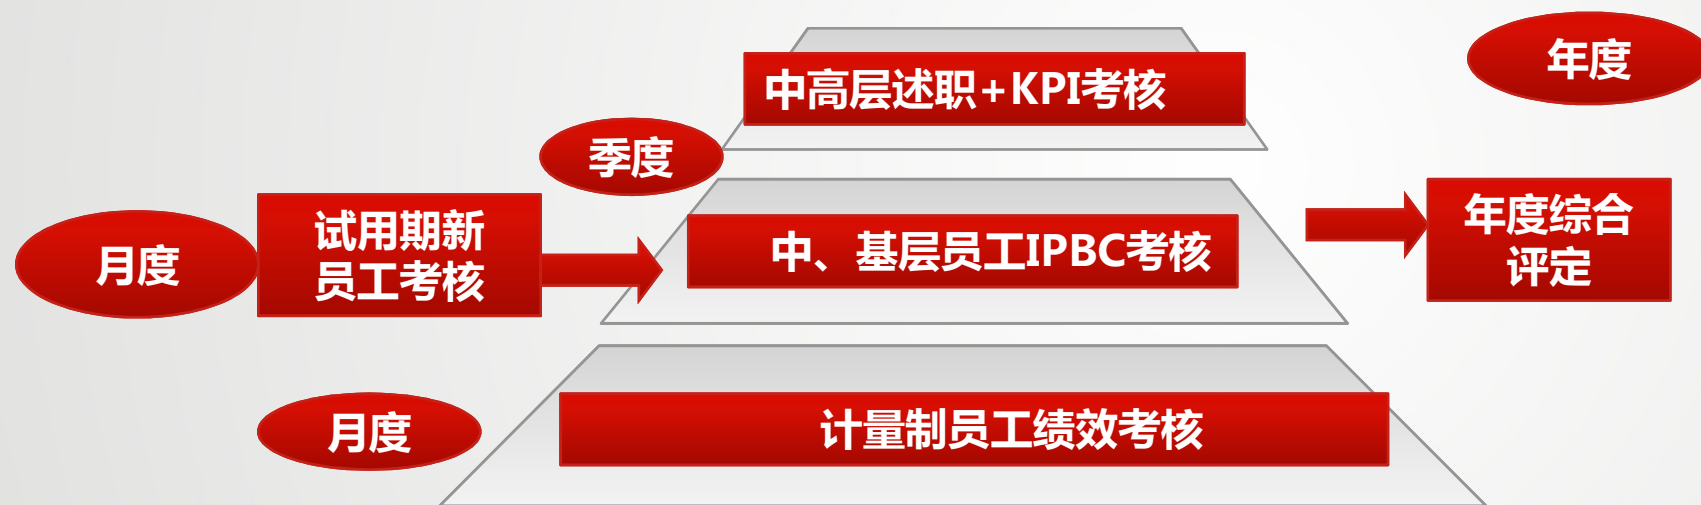 年度
中高层述职+KPI考核
季度
月度
试用期新
员工考核
中、基层员工IPBC考核
年度综合
评定
月度
计量制员工绩效考核